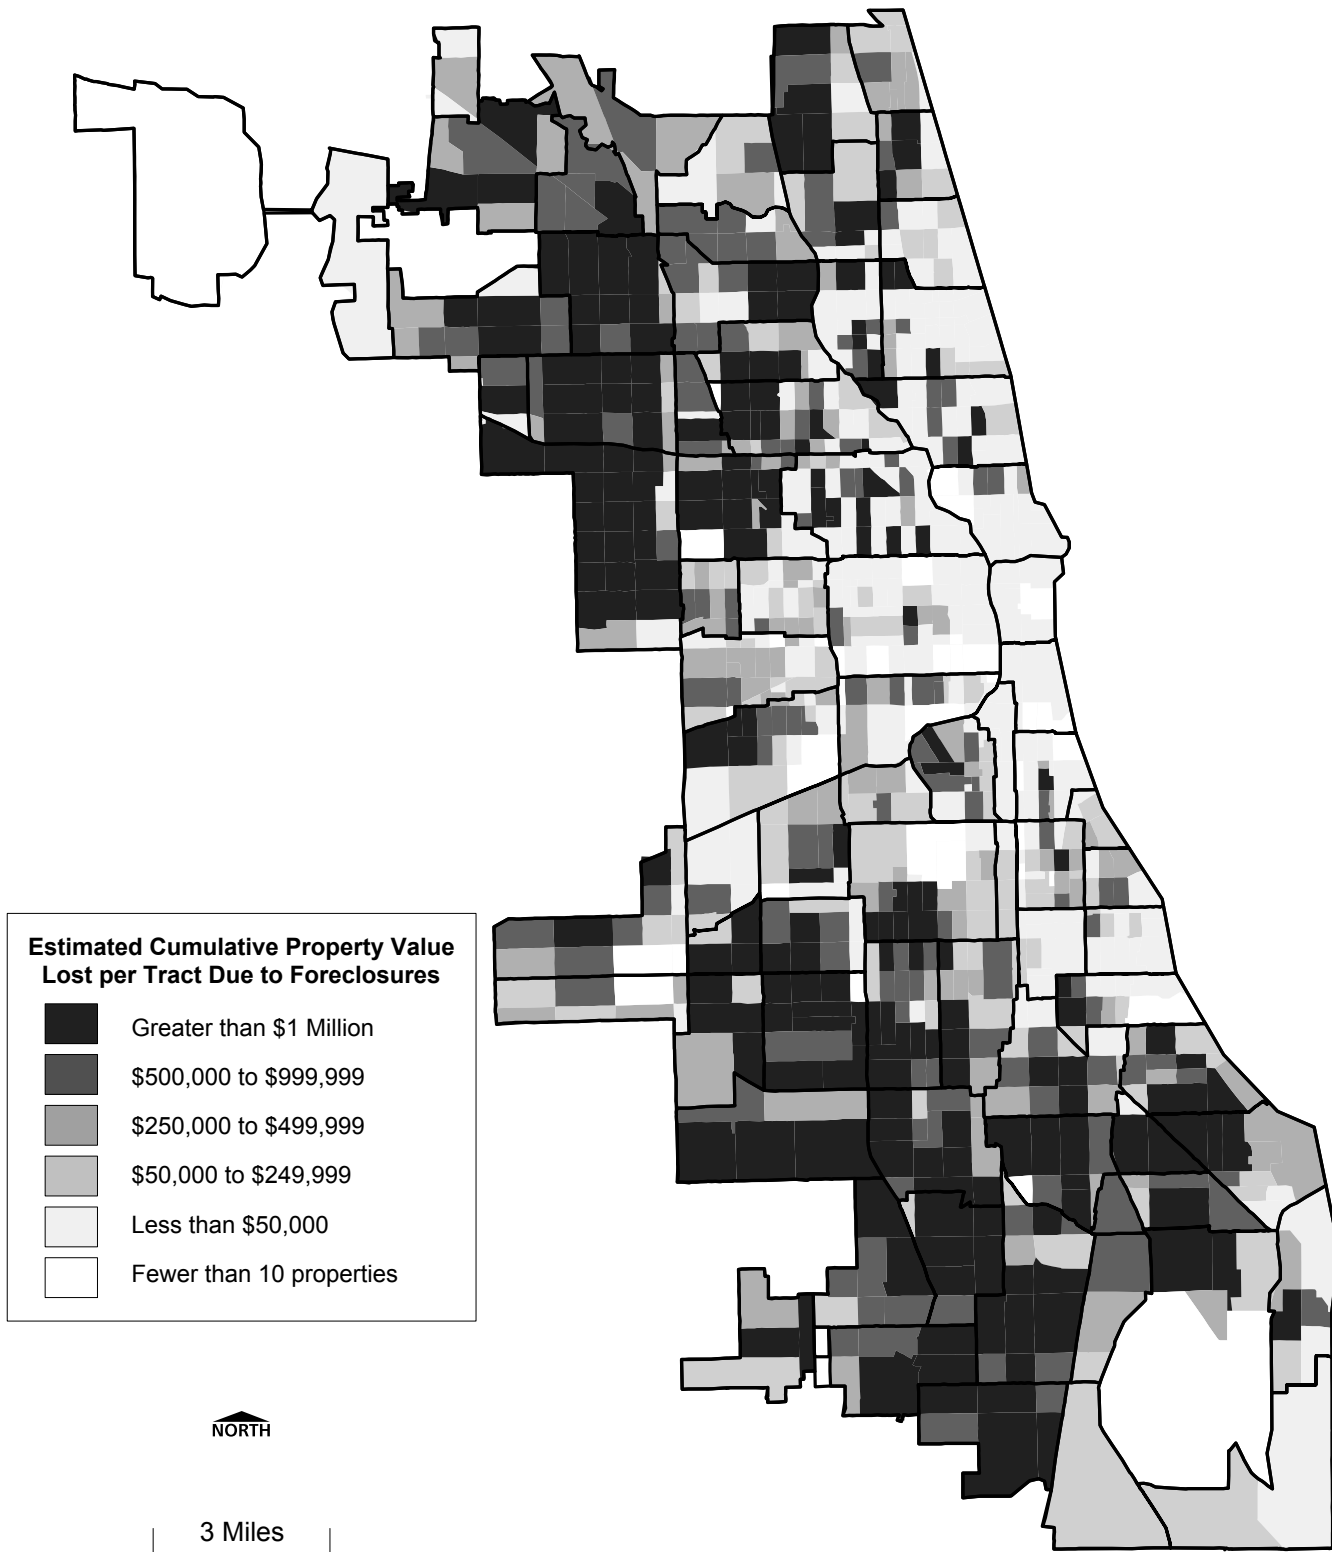 Estimated Cumulative Property Value
Lost per Tract Due to Foreclosures
Greater than $1 Million
$500,000 to $999,999
$250,000 to $499,999
$50,000 to $249,999
Less than $50,000
Fewer than 10 properties
NORTH
3 Miles